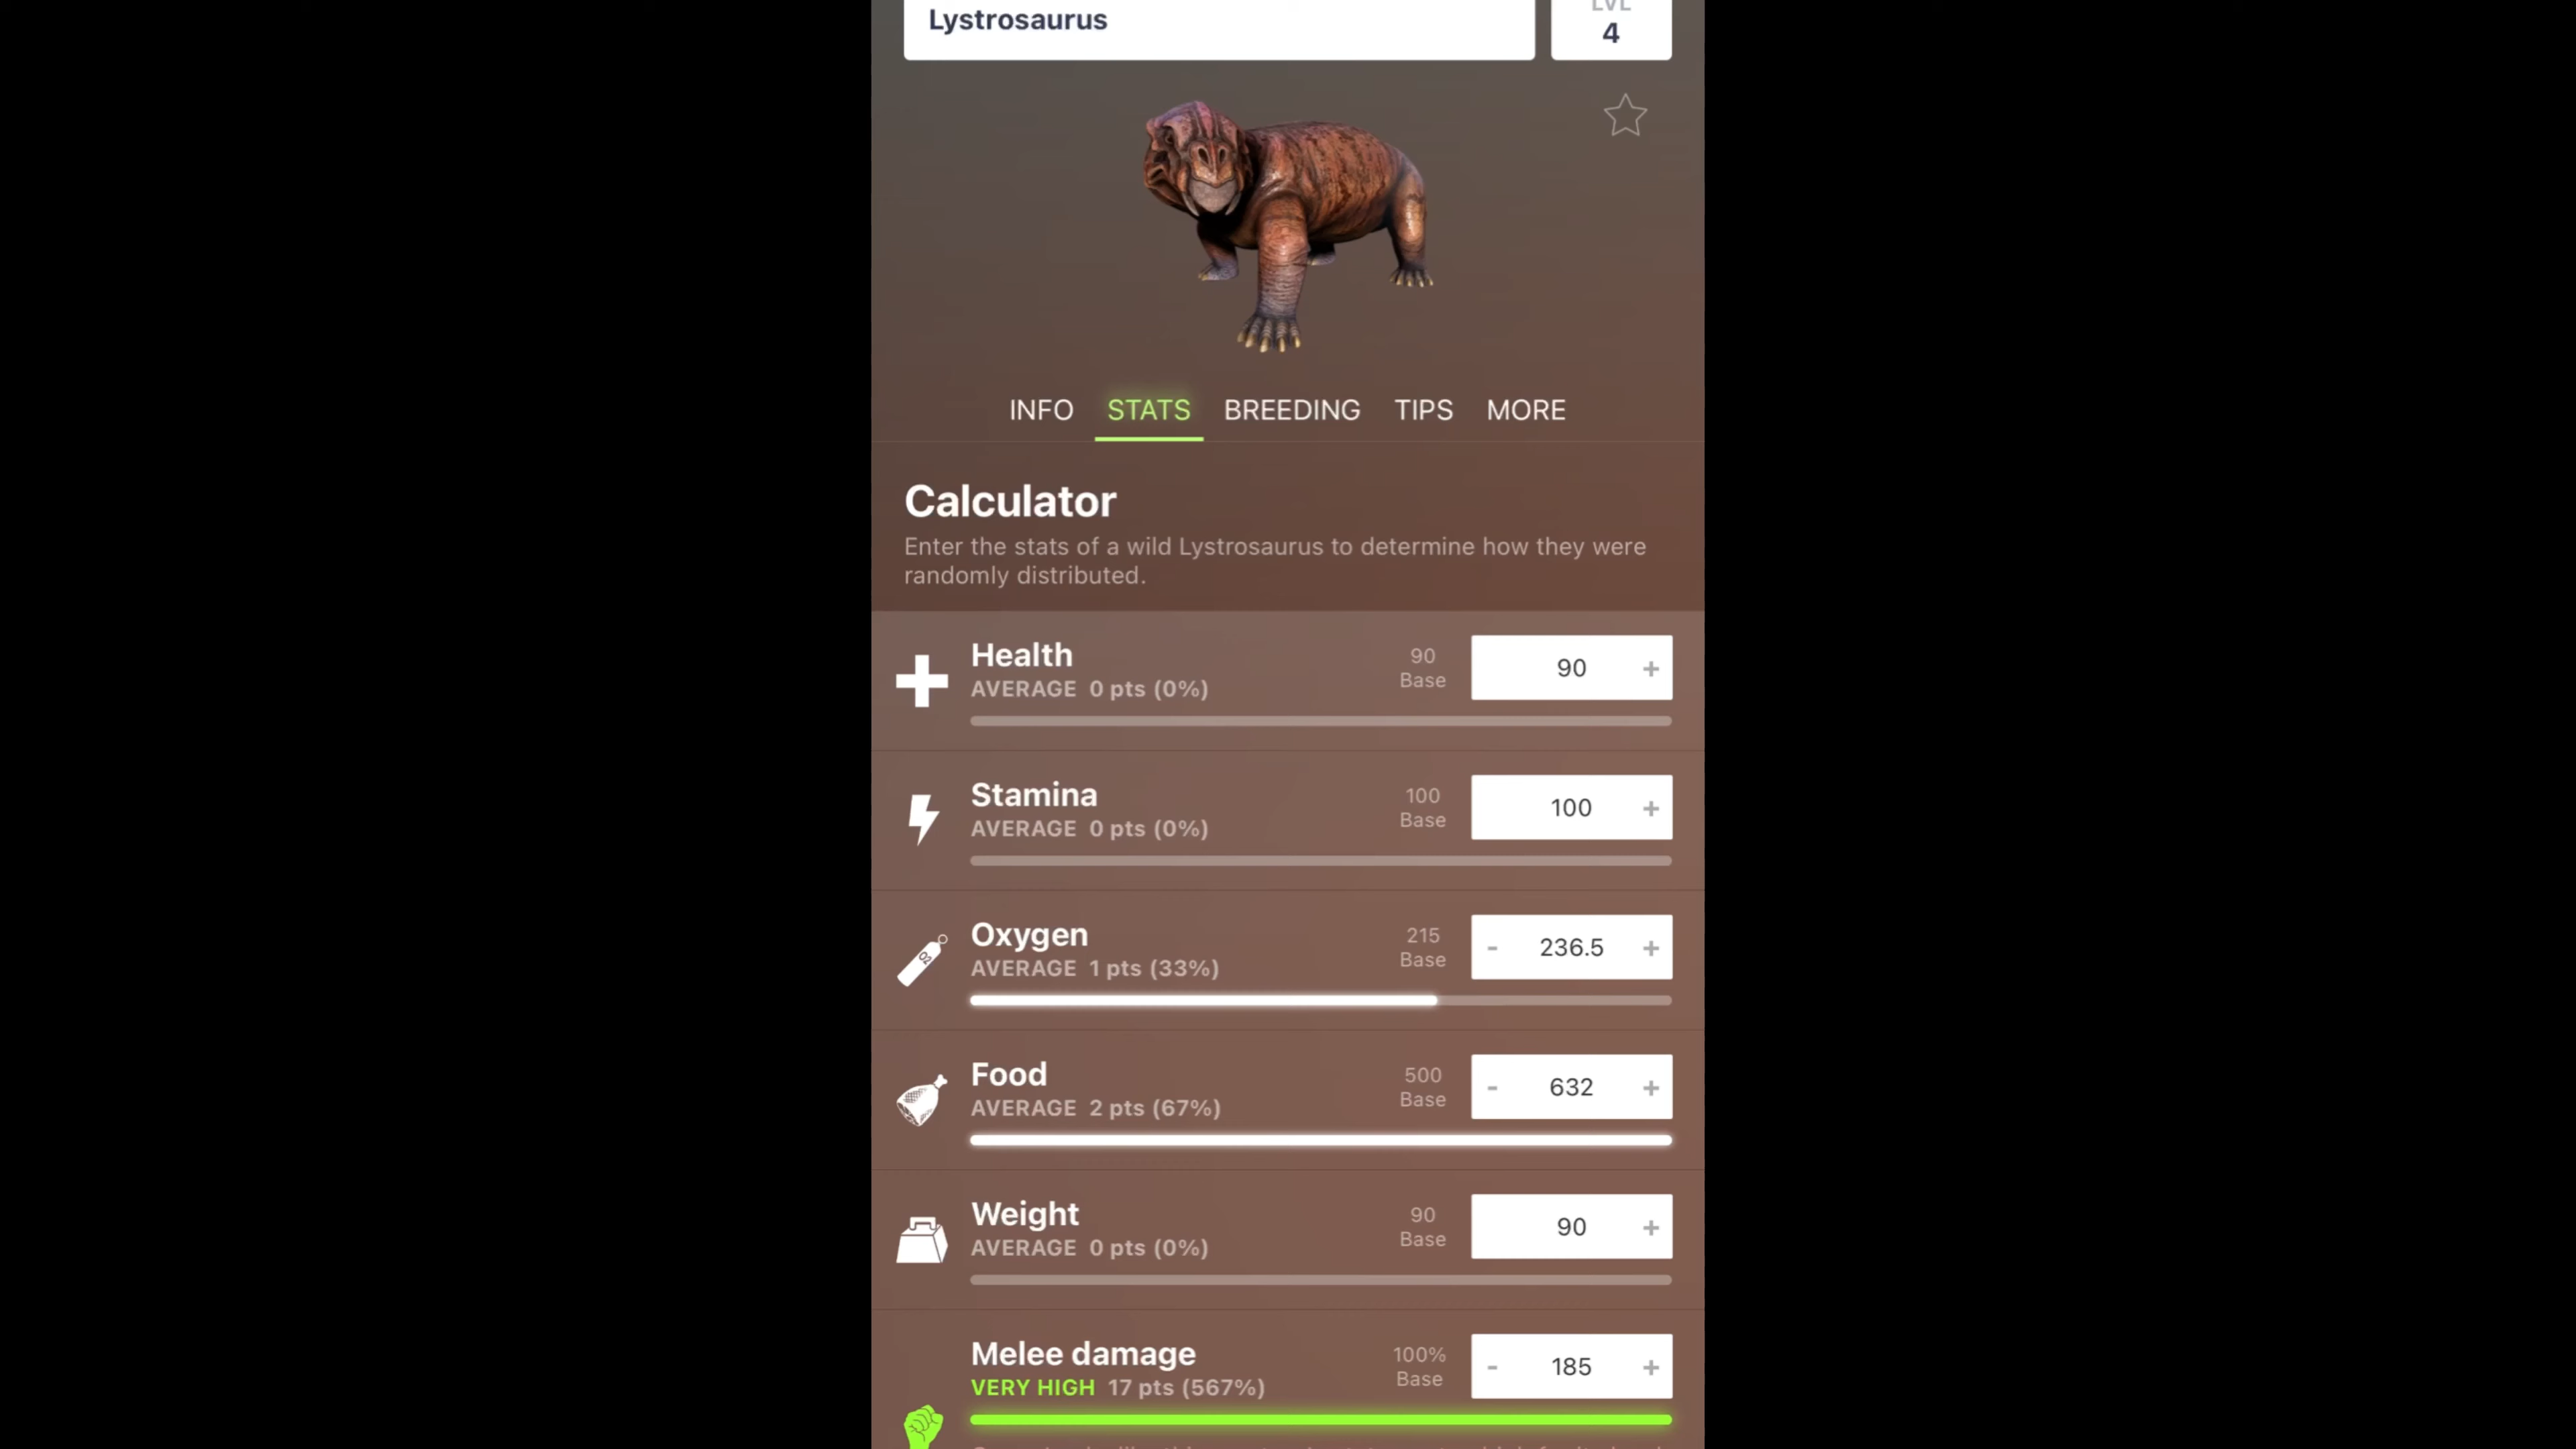 Lystrosaurus
LVL
4
INFO STATS BREEDING TIPS MORE
Calculator
Enter the stats of a wild Lystrosaurus to determine how they were
randomly distributed.
Health
AVERAGE 0 pts (0%)
90
Base
90 +
Stamina
AVERAGE 0 pts (0%)
100
Base
100 +
O2
Oxygen
AVERAGE 1 pts (33%)
215
Base
- 236.5 +
Food
AVERAGE 2 pts (67%)
500
Base
- 632 +
Weight
AVERAGE 0 pts (0%)
90
Base
90 +
Melee damage
VERY HIGH 17 pts (567%)
100%
Base
- 185 +